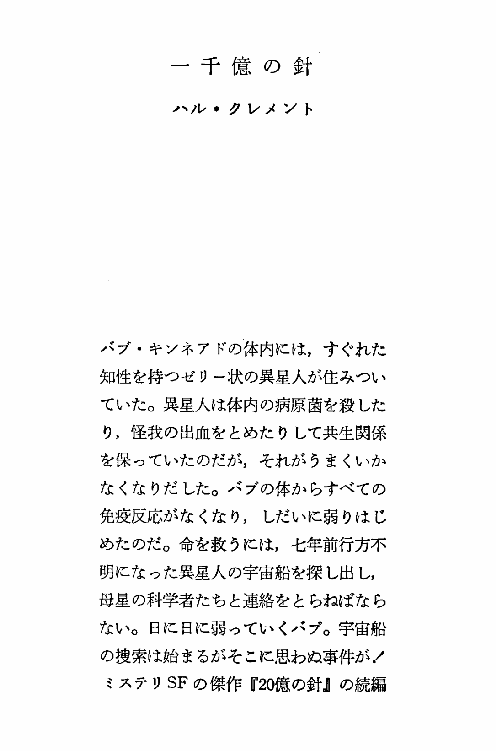 一千億の針
ハル・クレメント
バブ・キンネアドの体内には，すぐれた
知性を持つゼリー状の異星人が住みつい
ていた。異星人は体内の病原菌を殺した
り，怪我の出血をとめたりして共生関係
を保っていたのだが，それがうまくいか
なくなりだした。バブの体からすべての
免疫反応がなくなり，しだいに弱りはじ
めたのだ。命を救うには，七年前行方不
明になった異星人の宇宙船を探し出し，
母星の科学者たちと連絡をとらねばなら
ない。日に日に弱っていくバブ。宇宙船
の捜索は始まるがそこに思わぬ事件が！
ミステリSFの傑作『20億の針』の続編